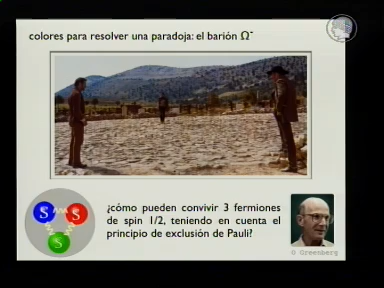 colores para resolver una paradoja: el barión Ω⁻
S S
S
¿cómo pueden convivir 3 fermiones
de spin 1/2, teniendo en cuenta el
principio de exclusión de Pauli?
O Greenberg